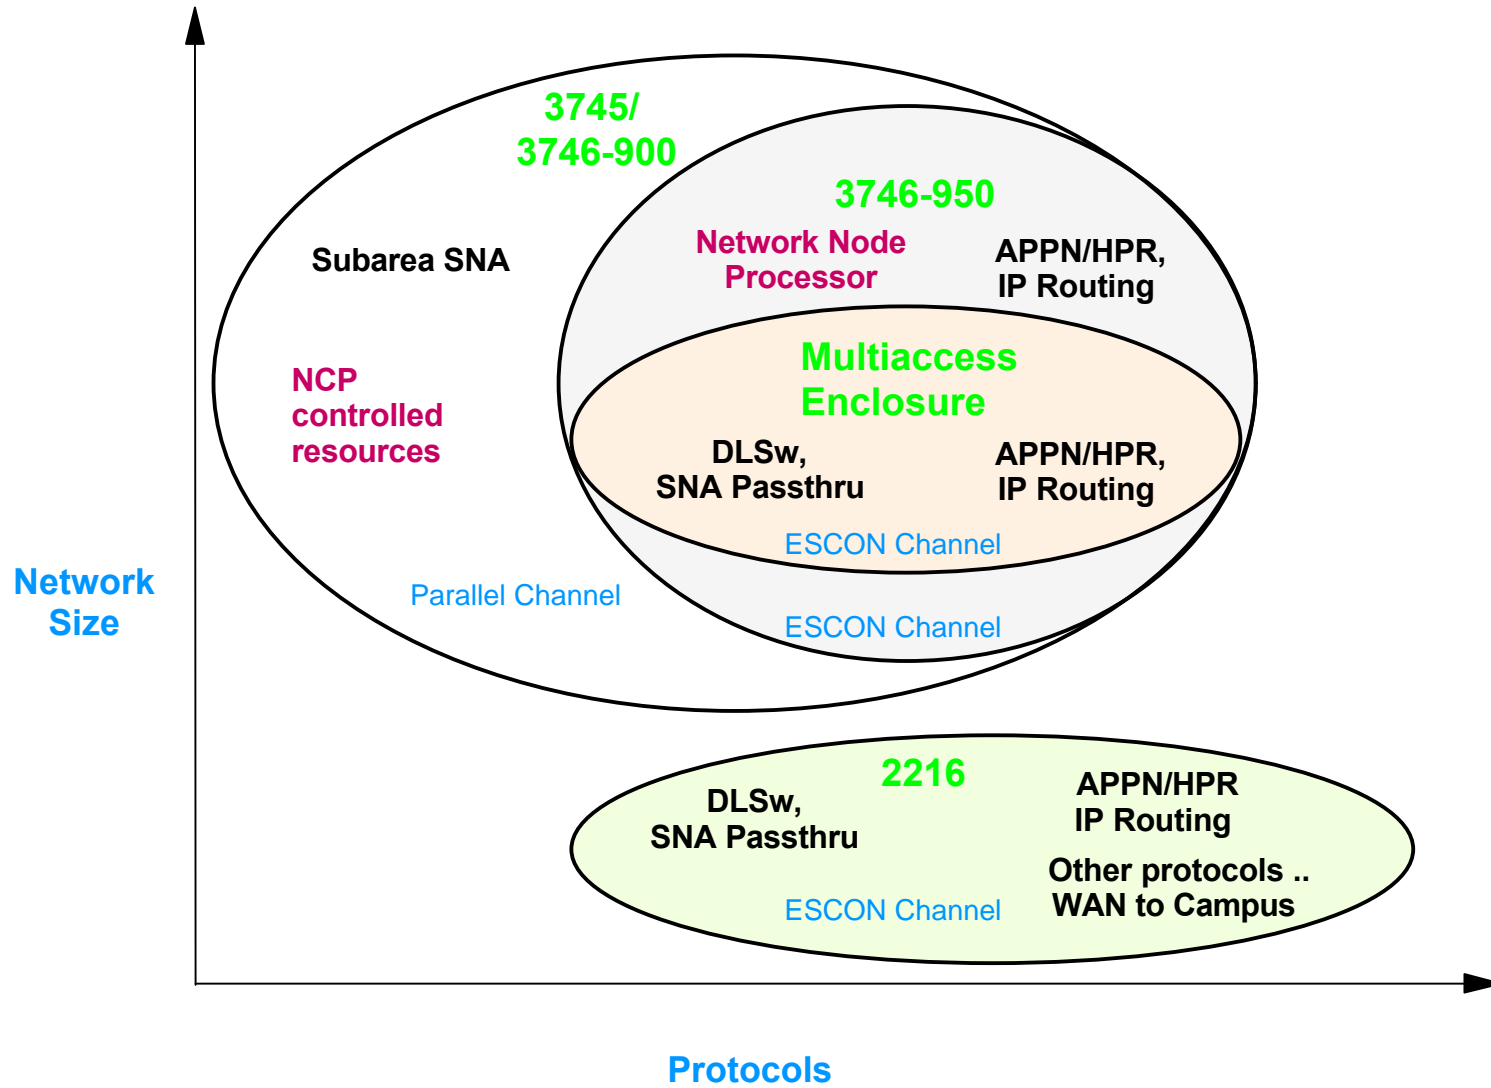 3745/
3746-900
3746-950
Network Node
Processor
APPN/HPR,
IP Routing
Subarea SNA
Multiaccess
Enclosure
NCP
controlled
resources
DLSw,
SNA Passthru
APPN/HPR,
IP Routing
ESCON Channel
Parallel Channel
ESCON Channel
Network
Size
2216
DLSw,
SNA Passthru
APPN/HPR
IP Routing
Other protocols ..
WAN to Campus
ESCON Channel
Protocols